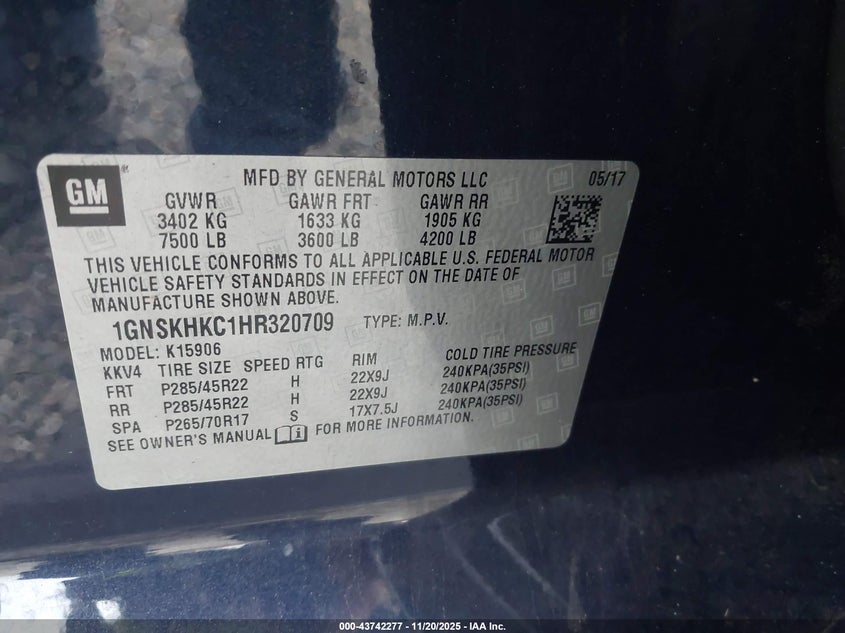 GM
MFD BY GENERAL MOTORS LLC 05/17
GVWR GAWR FRT GAWR RR
3402 KG 1633 KG 1905 KG
7500 LB 3600 LB 4200 LB
THIS VEHICLE CONFORMS TO ALL APPLICABLE U.S. FEDERAL MOTOR
VEHICLE SAFETY STANDARDS IN EFFECT ON THE DATE OF
MANUFACTURE SHOWN ABOVE.
1GNSKHKC1HR320709 TYPE: M.P.V.
MODEL: K15906
KKV4 TIRE SIZE SPEED RTG RIM COLD TIRE PRESSURE
FRT P285/45R22 H 22X9J 240KPA(35PSI)
RR P285/45R22 H 22X9J 240KPA(35PSI)
SPA P265/70R17 S 17X7.5J 240KPA(35PSI)
SEE OWNER'S MANUAL i FOR MORE INFORMATION.
000-43742277 - 11/20/2025 - IAA Inc.